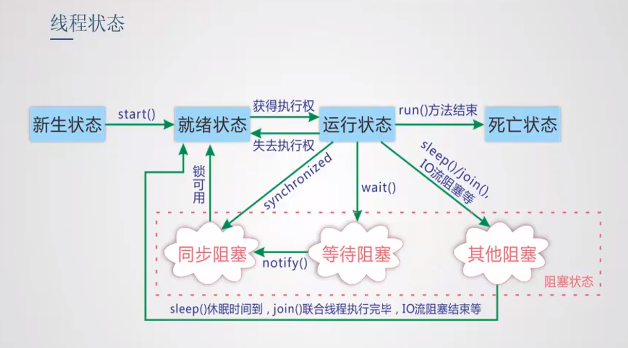 线程状态
新生状态
start()
就绪状态
获得执行权
失去执行权
运行状态
run()方法结束
死亡状态
锁可用
synchronized
wait()
sleep()/join(),
IO流阻塞等
同步阻塞
notify()
等待阻塞
其他阻塞
阻塞状态
sleep()休眠时间到，join()联合线程执行完毕，IO流阻塞结束等